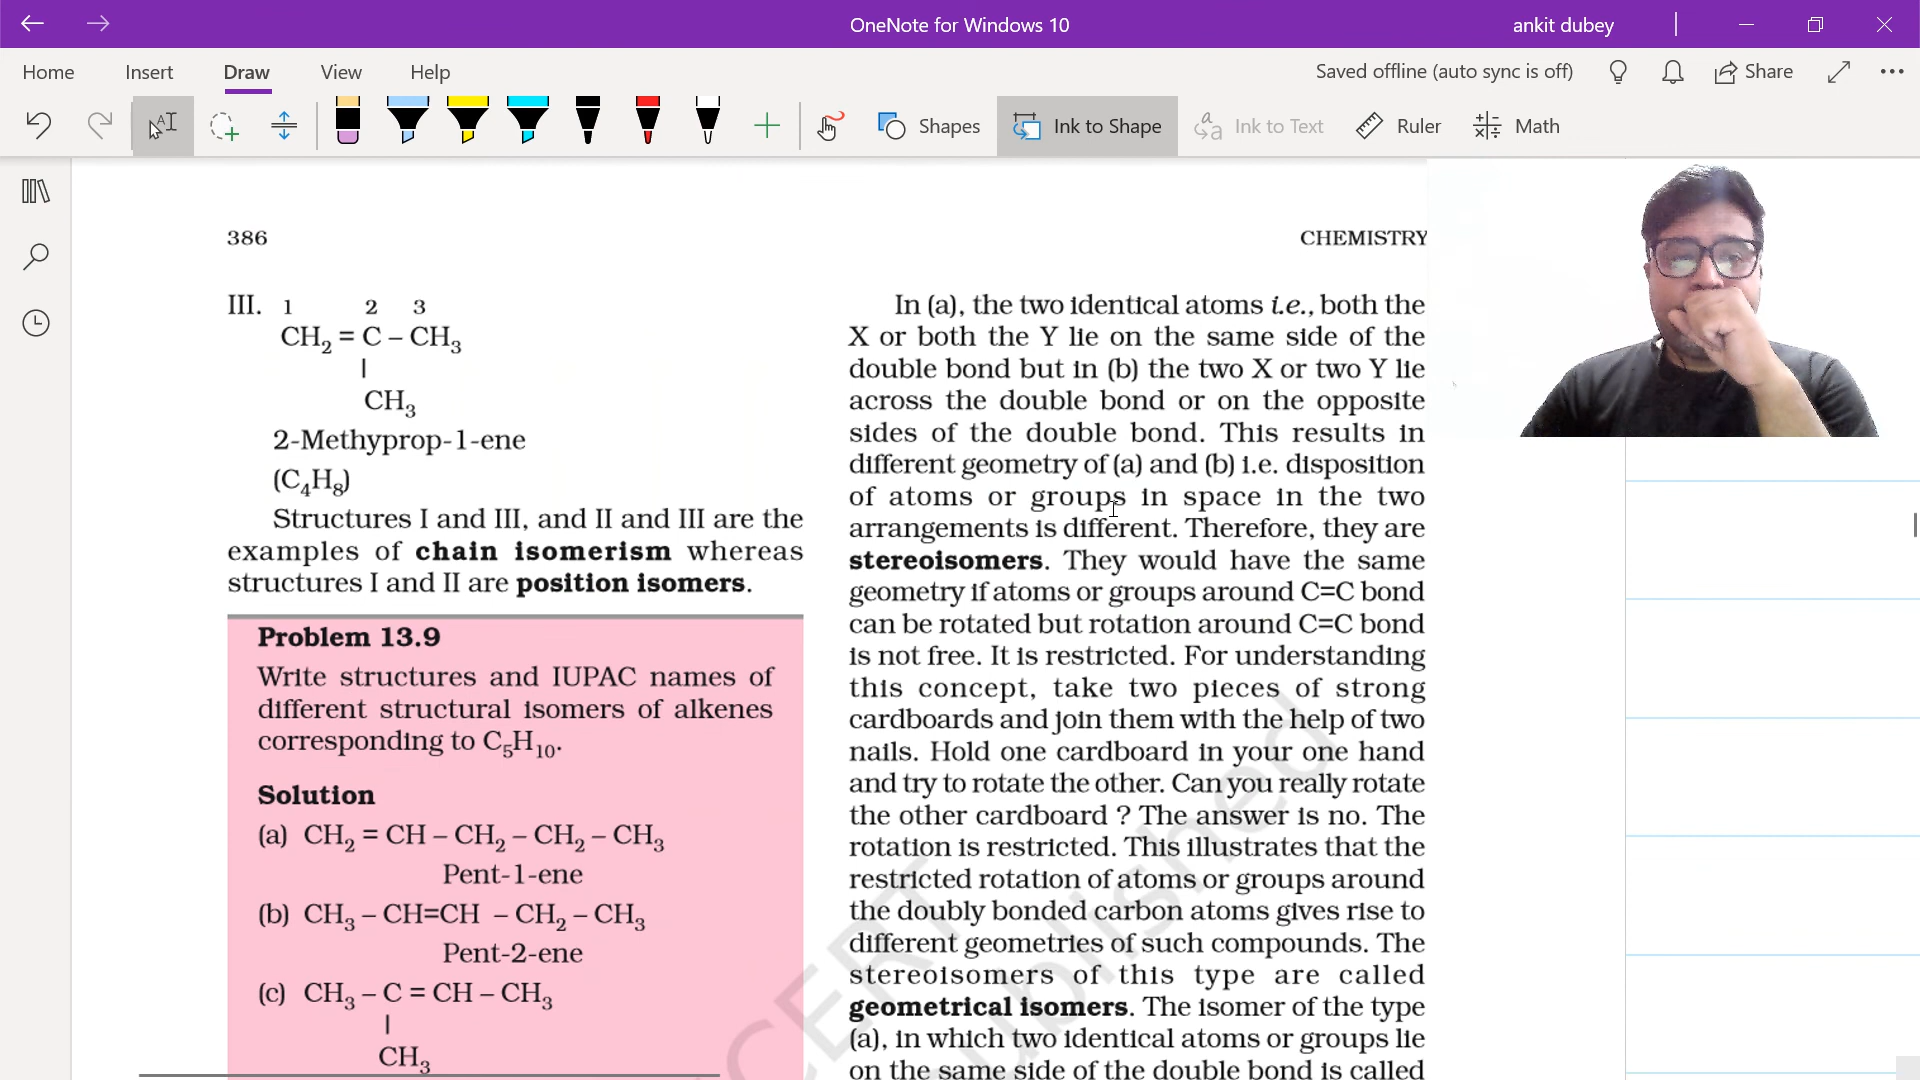 OneNote for Windows 10
ankit dubey
Home Insert Draw View Help
Saved offline (auto sync is off)
Share
Shapes
Ink to Shape
Ink to Text
Ruler
Math
386
CHEMISTRY
III. 1 2 3
CH₂ = C – CH₃
|
CH₃
2-Methyprop-1-ene
(C₄H₈)
Structures I and III, and II and III are the
examples of chain isomerism whereas
structures I and II are position isomers.
Problem 13.9
Write structures and IUPAC names of
different structural isomers of alkenes
corresponding to C₅H₁₀.
Solution
(a) CH₂ = CH – CH₂ – CH₂ – CH₃
Pent-1-ene
(b) CH₃ – CH=CH – CH₂ – CH₃
Pent-2-ene
(c) CH₃ – C = CH – CH₃
|
CH₃
In (a), the two identical atoms i.e., both the
X or both the Y lie on the same side of the
double bond but in (b) the two X or two Y lie
across the double bond or on the opposite
sides of the double bond. This results in
different geometry of (a) and (b) i.e. disposition
of atoms or groups in space in the two
arrangements is different. Therefore, they are
stereoisomers. They would have the same
geometry if atoms or groups around C=C bond
can be rotated but rotation around C=C bond
is not free. It is restricted. For understanding
this concept, take two pieces of strong
cardboards and join them with the help of two
nails. Hold one cardboard in your one hand
and try to rotate the other. Can you really rotate
the other cardboard ? The answer is no. The
rotation is restricted. This illustrates that the
restricted rotation of atoms or groups around
the doubly bonded carbon atoms gives rise to
different geometries of such compounds. The
stereoisomers of this type are called
geometrical isomers. The isomer of the type
(a), in which two identical atoms or groups lie
on the same side of the double bond is called